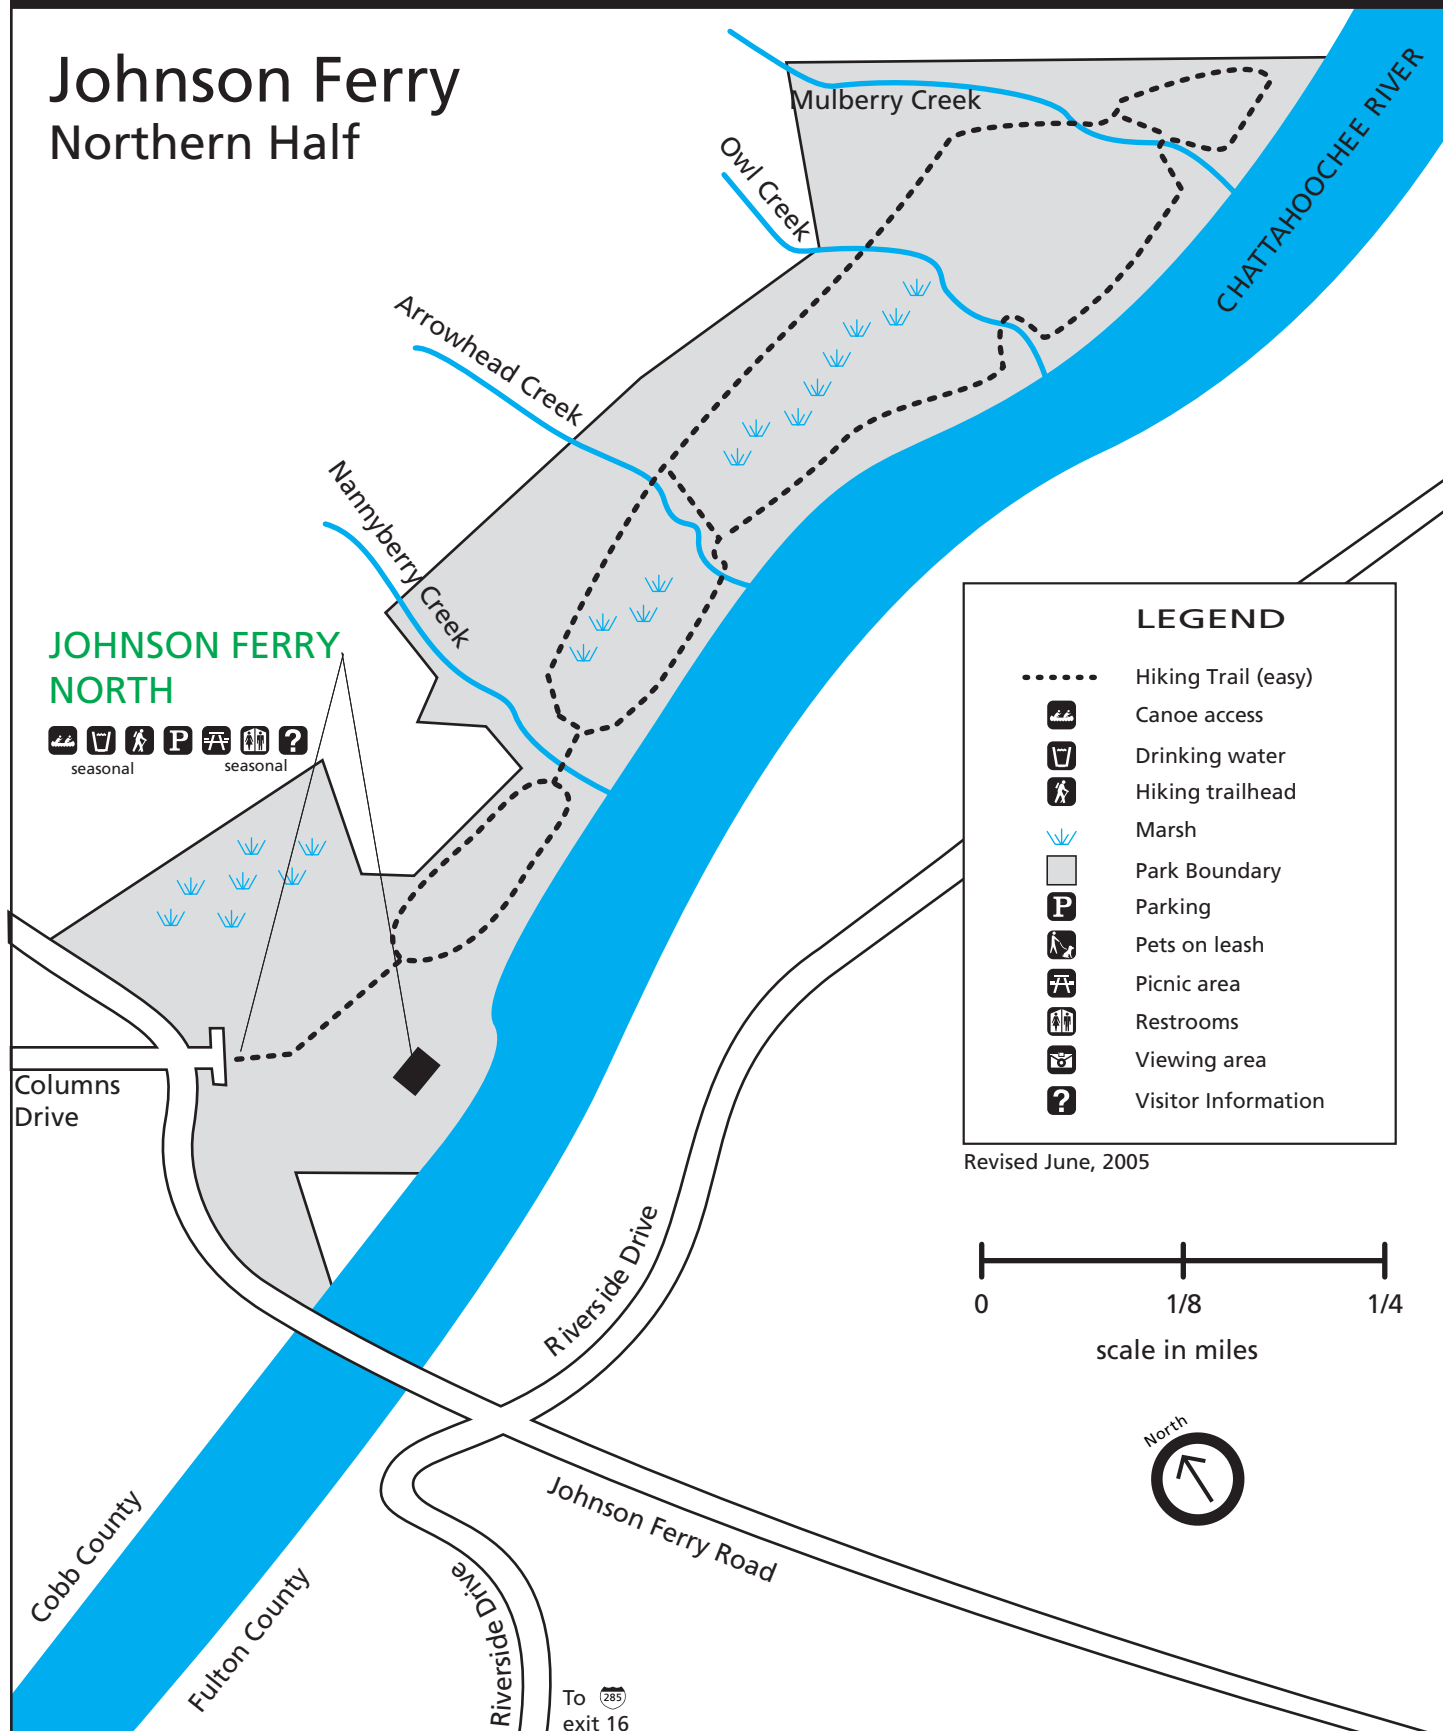 Johnson Ferry
Northern Half
Mulberry Creek
Owl Creek
CHATTAHOOCHEE RIVER
Arrowhead Creek
Nannyberry Creek
JOHNSON FERRY
NORTH
P ?
seasonal seasonal
LEGEND
Hiking Trail (easy)
Canoe access
Drinking water
Hiking trailhead
Marsh
Park Boundary
P Parking
Pets on leash
Picnic area
Restrooms
Viewing area
? Visitor Information
Revised June, 2005
Columns
Drive
Riverside Drive
0 1/8 1/4
scale in miles
North
Johnson Ferry Road
Cobb County
Fulton County
Riverside Drive
To 285
exit 16